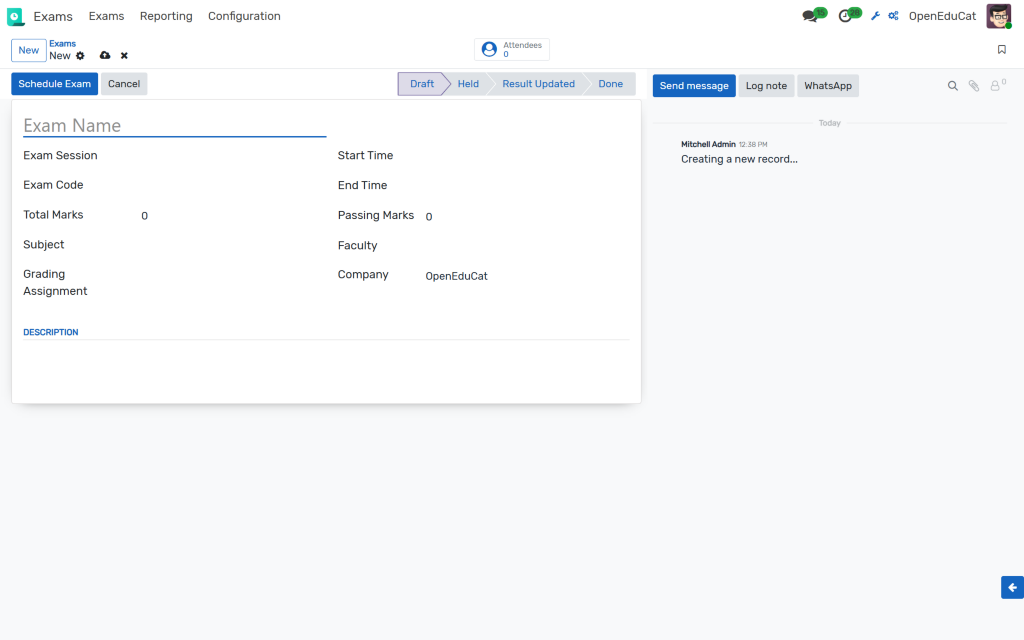 Exams Exams Reporting Configuration 15 28 OpenEduCat
New Exams
New
Attendees
0
Schedule Exam Cancel Draft Held Result Updated Done Send message Log note WhatsApp 0
Today
Exam Name
Mitchell Admin 12:38 PM
Creating a new record...
Exam Session Start Time
Exam Code End Time
Total Marks 0 Passing Marks 0
Subject Faculty
Grading Assignment Company OpenEduCat
DESCRIPTION